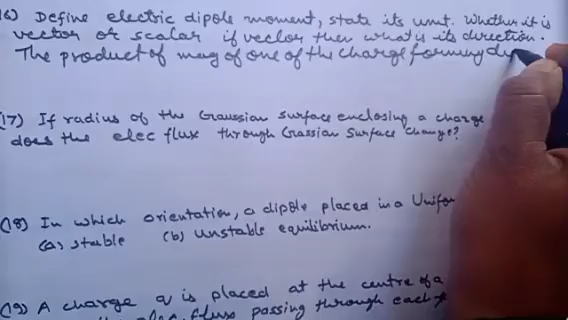 16) Define electric dipole moment, state its unit. Whether it is
vector or scalar if vector then what is its direction.
The product of mag of one of the charge forming
(17) If radius of the Gaussian surface enclosing a charge
does the elec flux through Gassian Surface change?
(18) In which orientation, a dipole placed in a Unifor
(a) stable (b) unstable equilibrium.
(19) A charge q is placed at the centre of a
elec. flux passing through each